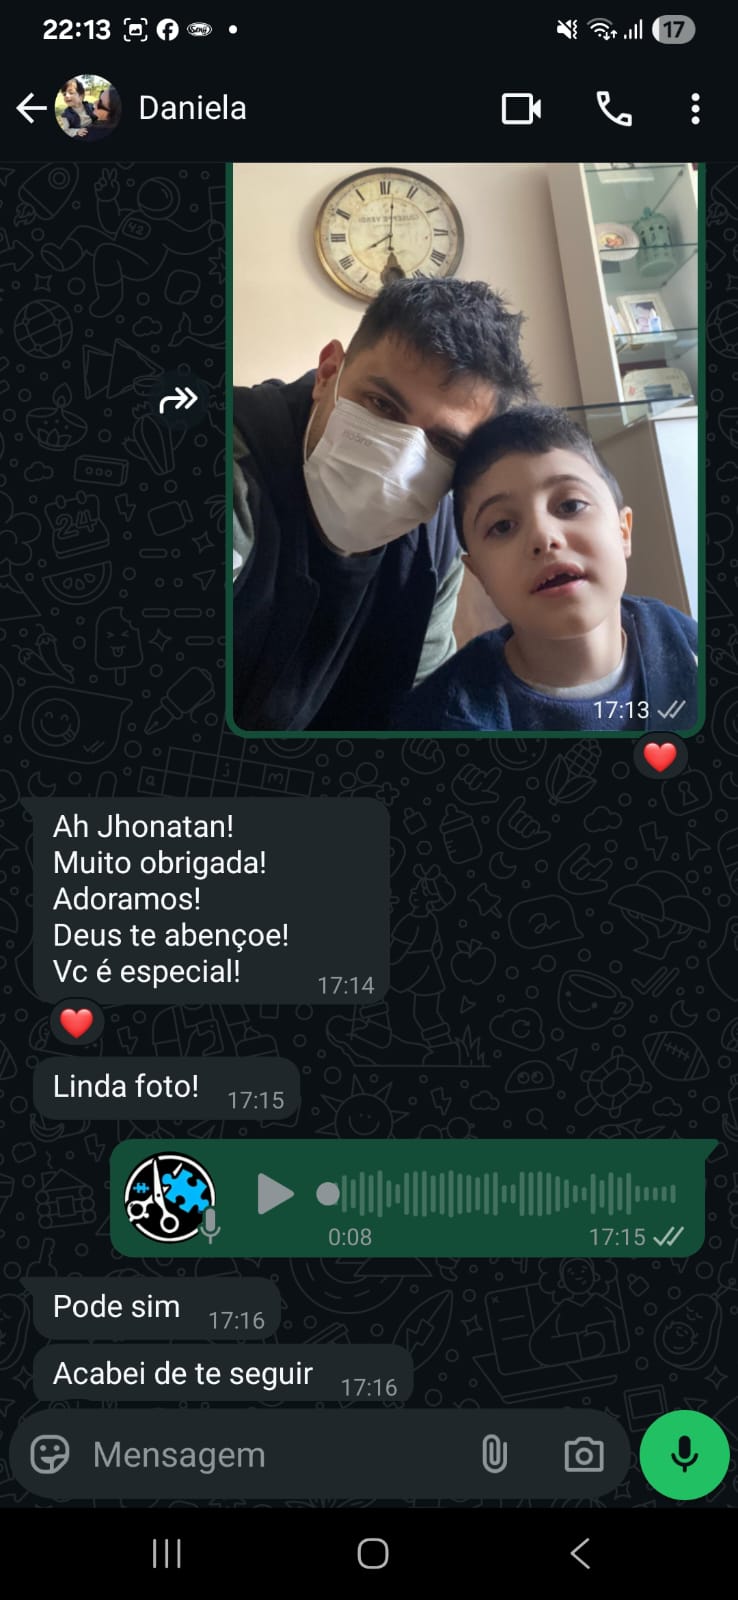 22:13
17
Daniela
17:13
Ah Jhonatan!
Muito obrigada!
Adoramos!
Deus te abençoe!
Vc é especial!
17:14
Linda foto!
17:15
0:08
17:15
Pode sim
17:16
Acabei de te seguir
17:16
Mensagem